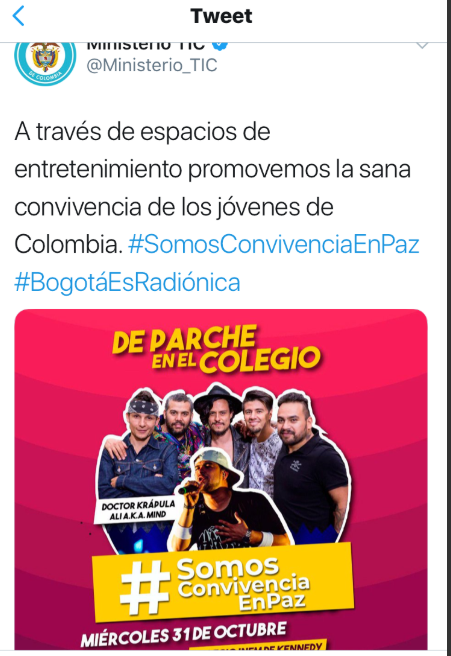 Tweet
Ministerio TIC
@Ministerio_TIC
DE COLOMBIA
A través de espacios de
entretenimiento promovemos la sana
convivencia de los jóvenes de
Colombia. #SomosConvivenciaEnPaz
#BogotáEsRadiónica
DE PARCHE
EN EL COLEGIO
DOCTOR KRÁPULA
ALI A.K.A. MIND
# Somos
Convivencia
EnPaz
MIÉRCOLES 31 DE OCTUBRE
INEM DE KENNEDY